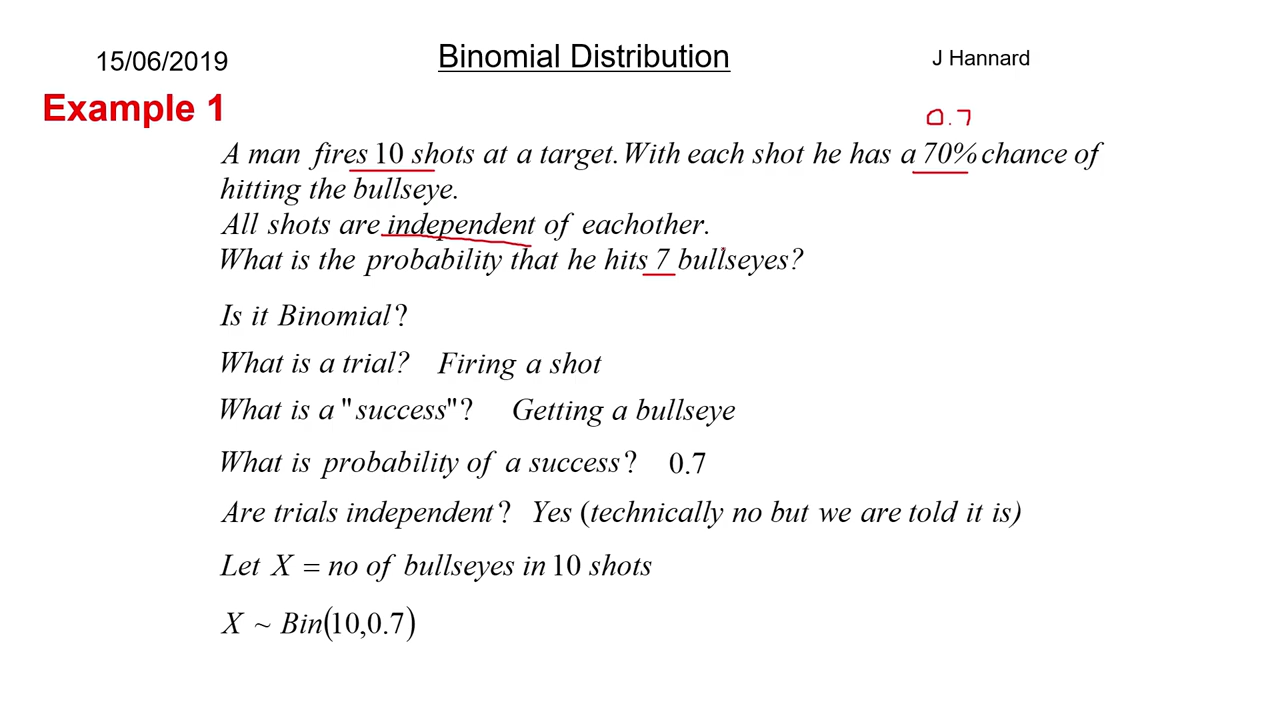 15/06/2019 Binomial Distribution J Hannard
Example 1
0.7
A man fires 10 shots at a target. With each shot he has a 70% chance of
hitting the bullseye.
All shots are independent of eachother.
What is the probability that he hits 7 bullseyes?
Is it Binomial?
What is a trial? Firing a shot
What is a "success"? Getting a bullseye
What is probability of a success? 0.7
Are trials independent? Yes (technically no but we are told it is)
Let X = no of bullseyes in 10 shots
X ~ Bin(10,0.7)